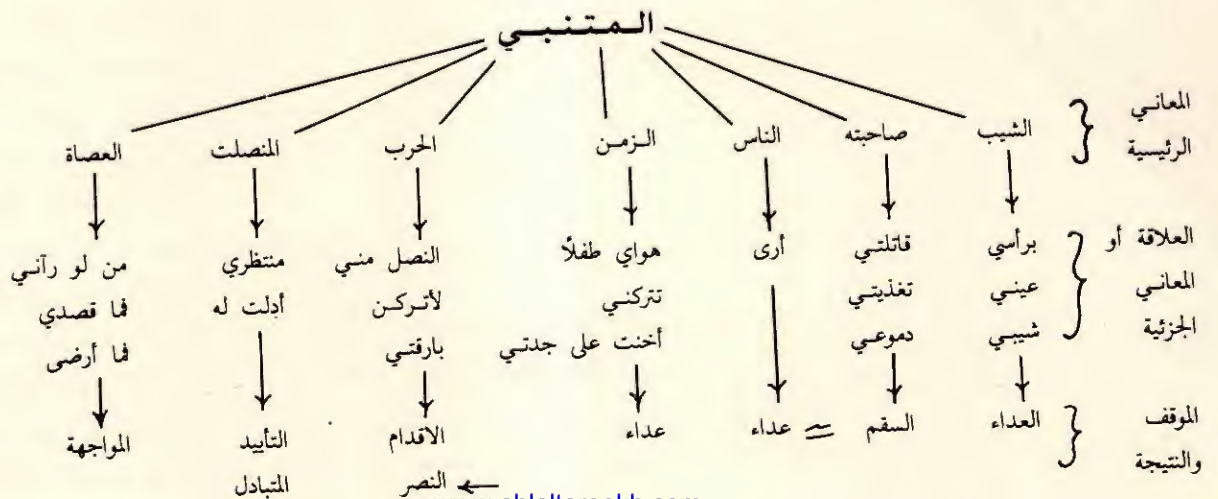 المتنبي
المعاني
الرئيسية
الشيب
صاحبته
الناس
الزمن
الحرب
المنصلت
العصاة
العلاقة أو
المعاني
الجزئية
برأسي
عيني
شيبي
قاتلتي
تغذيتي
دموعي
أرى
هواي طفلًا
تتركني
أخنت على جدتي
النصل مني
لأتركن
بارقتي
منتظري
أدلت له
من لو رآني
فما قصدي
فما أرضى
الموقف
والنتيجة
العداء
السقم
عداء
عداء
الاقدام
النصر
التأييد
المتبادل
المواجهة